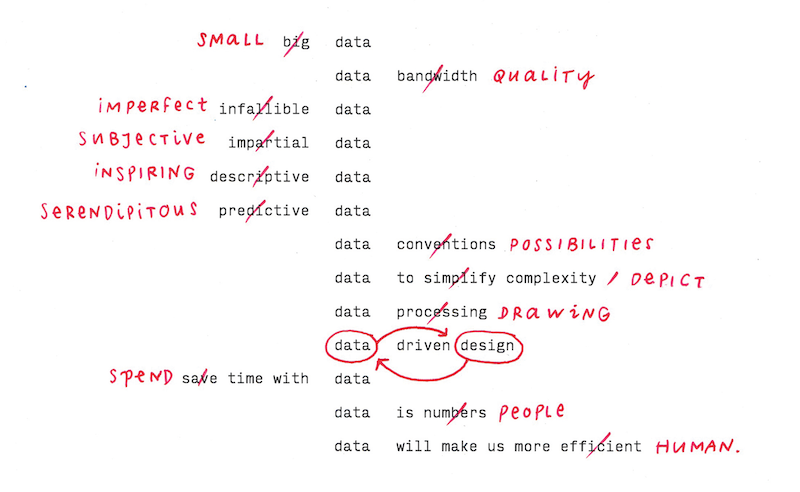 SMALL big data
data bandwidth QUALITY
IMPERFECT infallible data
SUBJECTIVE impartial data
INSPIRING descriptive data
SERENDIPITOUS predictive data
data conventions POSSIBILITIES
data to simplify complexity / DEPICT
data processing DRAWING
data driven design
SPEND save time with data
data is numbers PEOPLE
data will make us more efficient HUMAN.